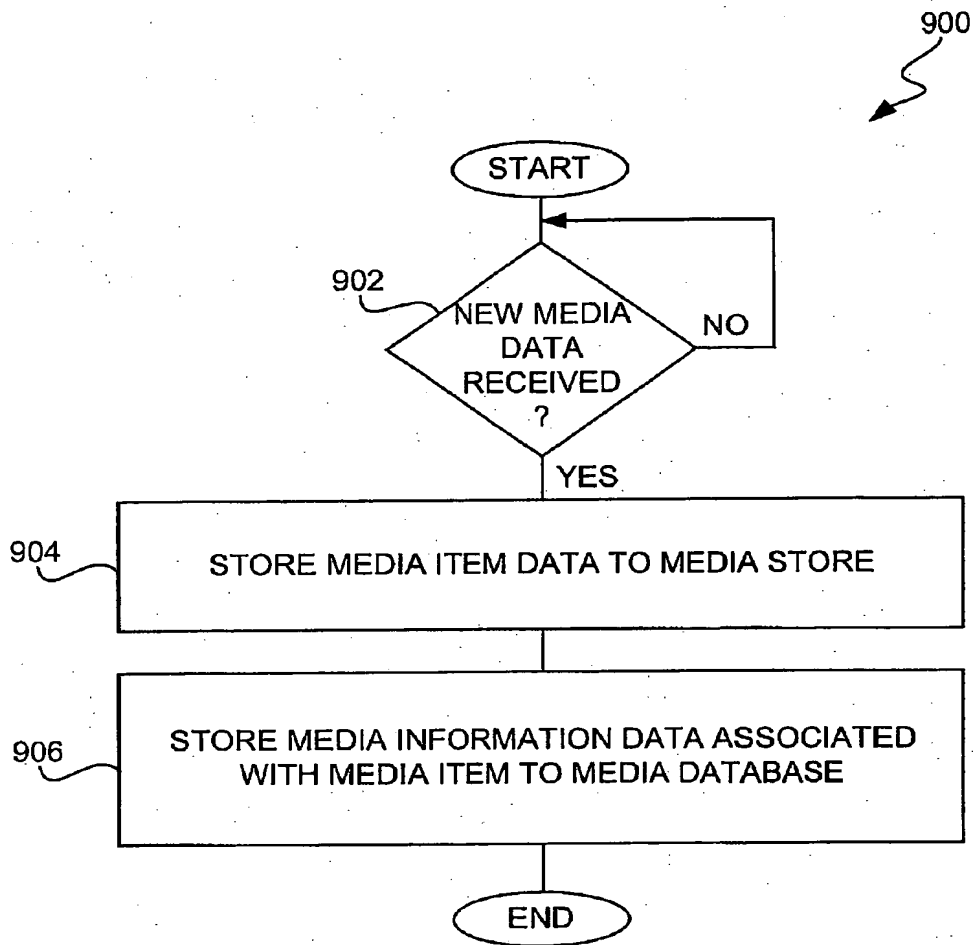 900
START
902
NEW MEDIA
DATA
RECEIVED
?
NO
YES
904
STORE MEDIA ITEM DATA TO MEDIA STORE
906
STORE MEDIA INFORMATION DATA ASSOCIATED
WITH MEDIA ITEM TO MEDIA DATABASE
END